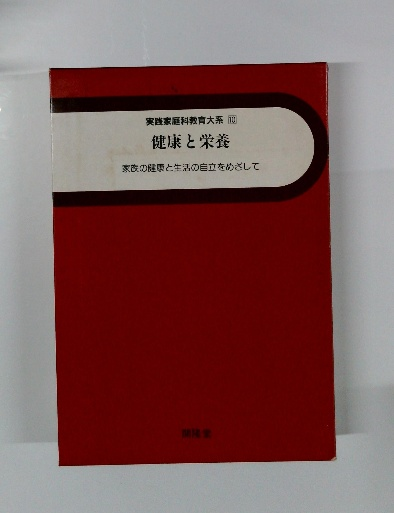 実践家庭科教育大系 10
健康と栄養
家族の健康と生活の自立をめざして